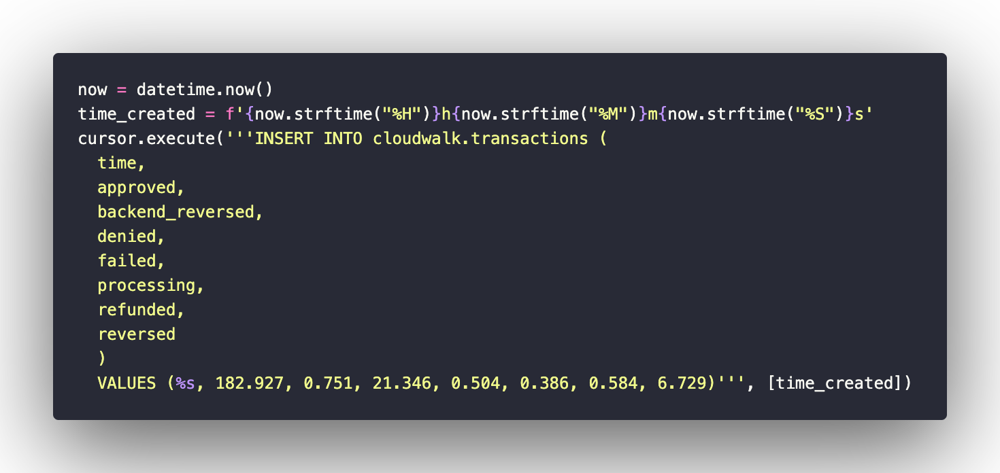 now = datetime.now()
time_created = f'{now.strftime("%H")}h{now.strftime("%M")}m{now.strftime("%S")}s'
cursor.execute('''INSERT INTO cloudwalk.transactions (
  time,
  approved,
  backend_reversed,
  denied,
  failed,
  processing,
  refunded,
  reversed
  )
  VALUES (%s, 182.927, 0.751, 21.346, 0.504, 0.386, 0.584, 6.729)''', [time_created])